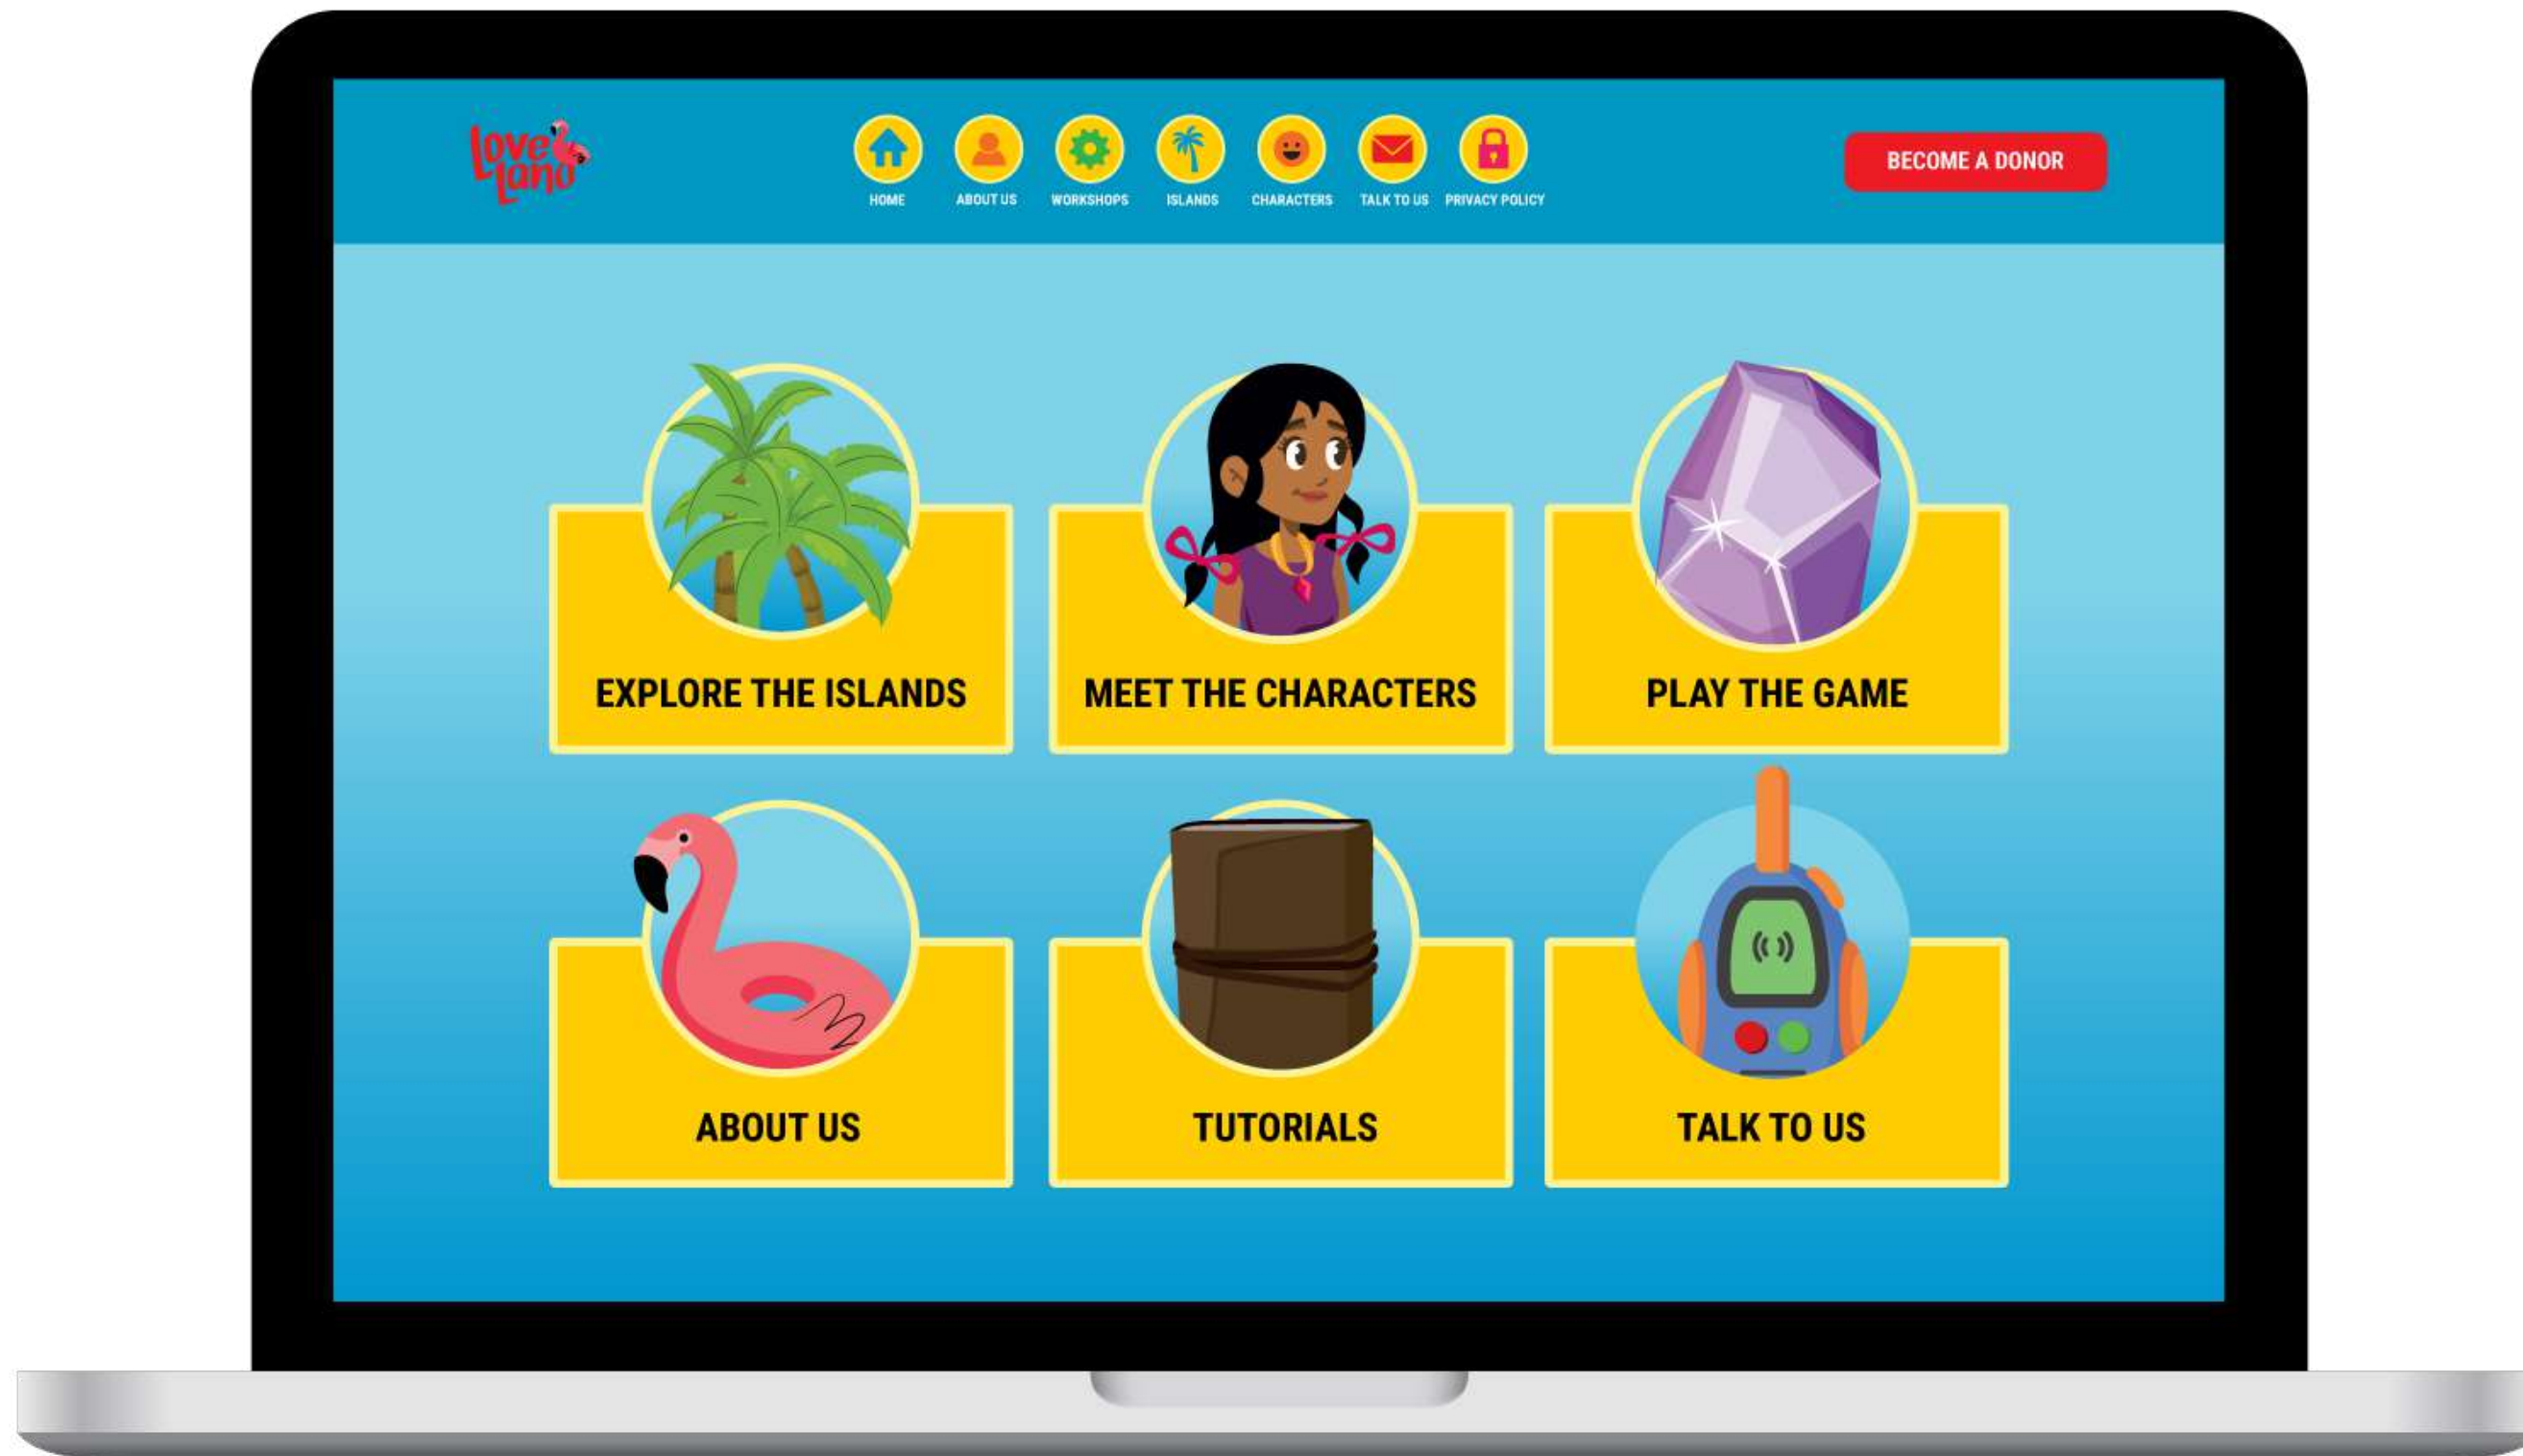 Love
Land
HOME
ABOUT US
WORKSHOPS
ISLANDS
CHARACTERS
TALK TO US
PRIVACY POLICY
BECOME A DONOR
EXPLORE THE ISLANDS
MEET THE CHARACTERS
PLAY THE GAME
ABOUT US
TUTORIALS
TALK TO US